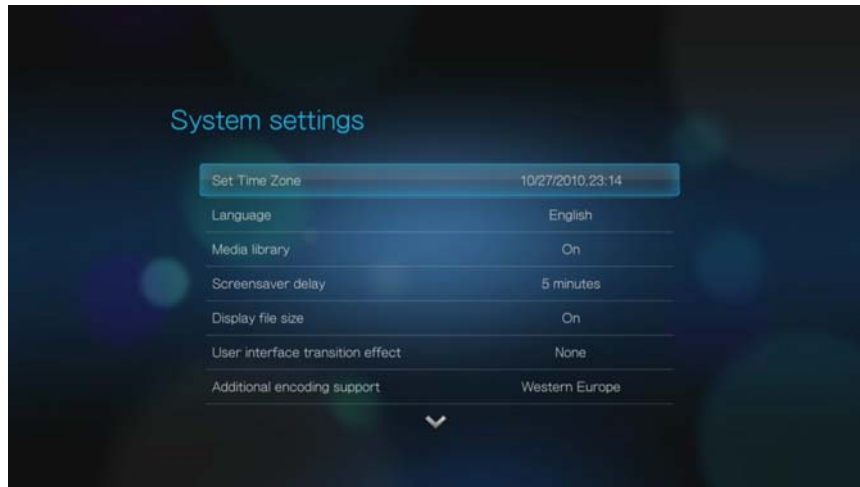 System settings
Set Time Zone 10/27/2010,23:14
Language English
Media library On
Screensaver delay 5 minutes
Display file size On
User interface transition effect None
Additional encoding support Western Europe